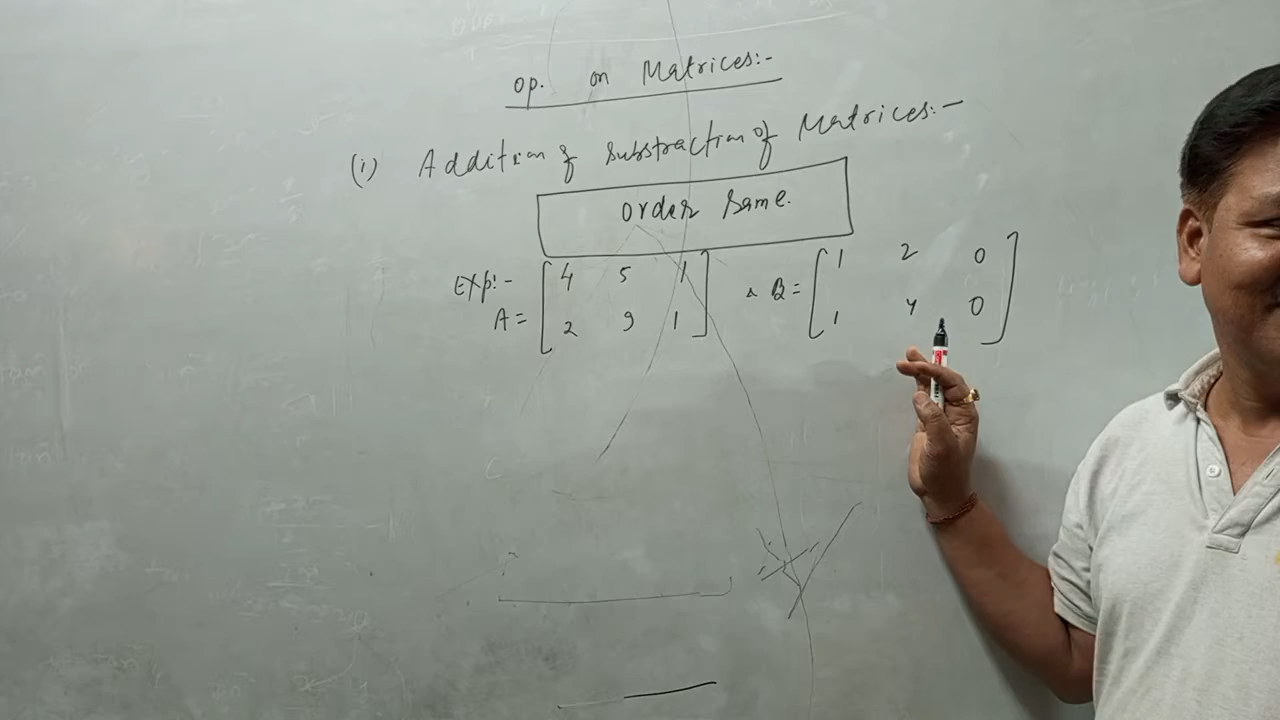 op. on Matrices:-
(i) Addition & Substraction of Matrices:-
Order Same.
Exp:-
4 5 1 1 2 0
A= & B=
2 9 1 1 4 0